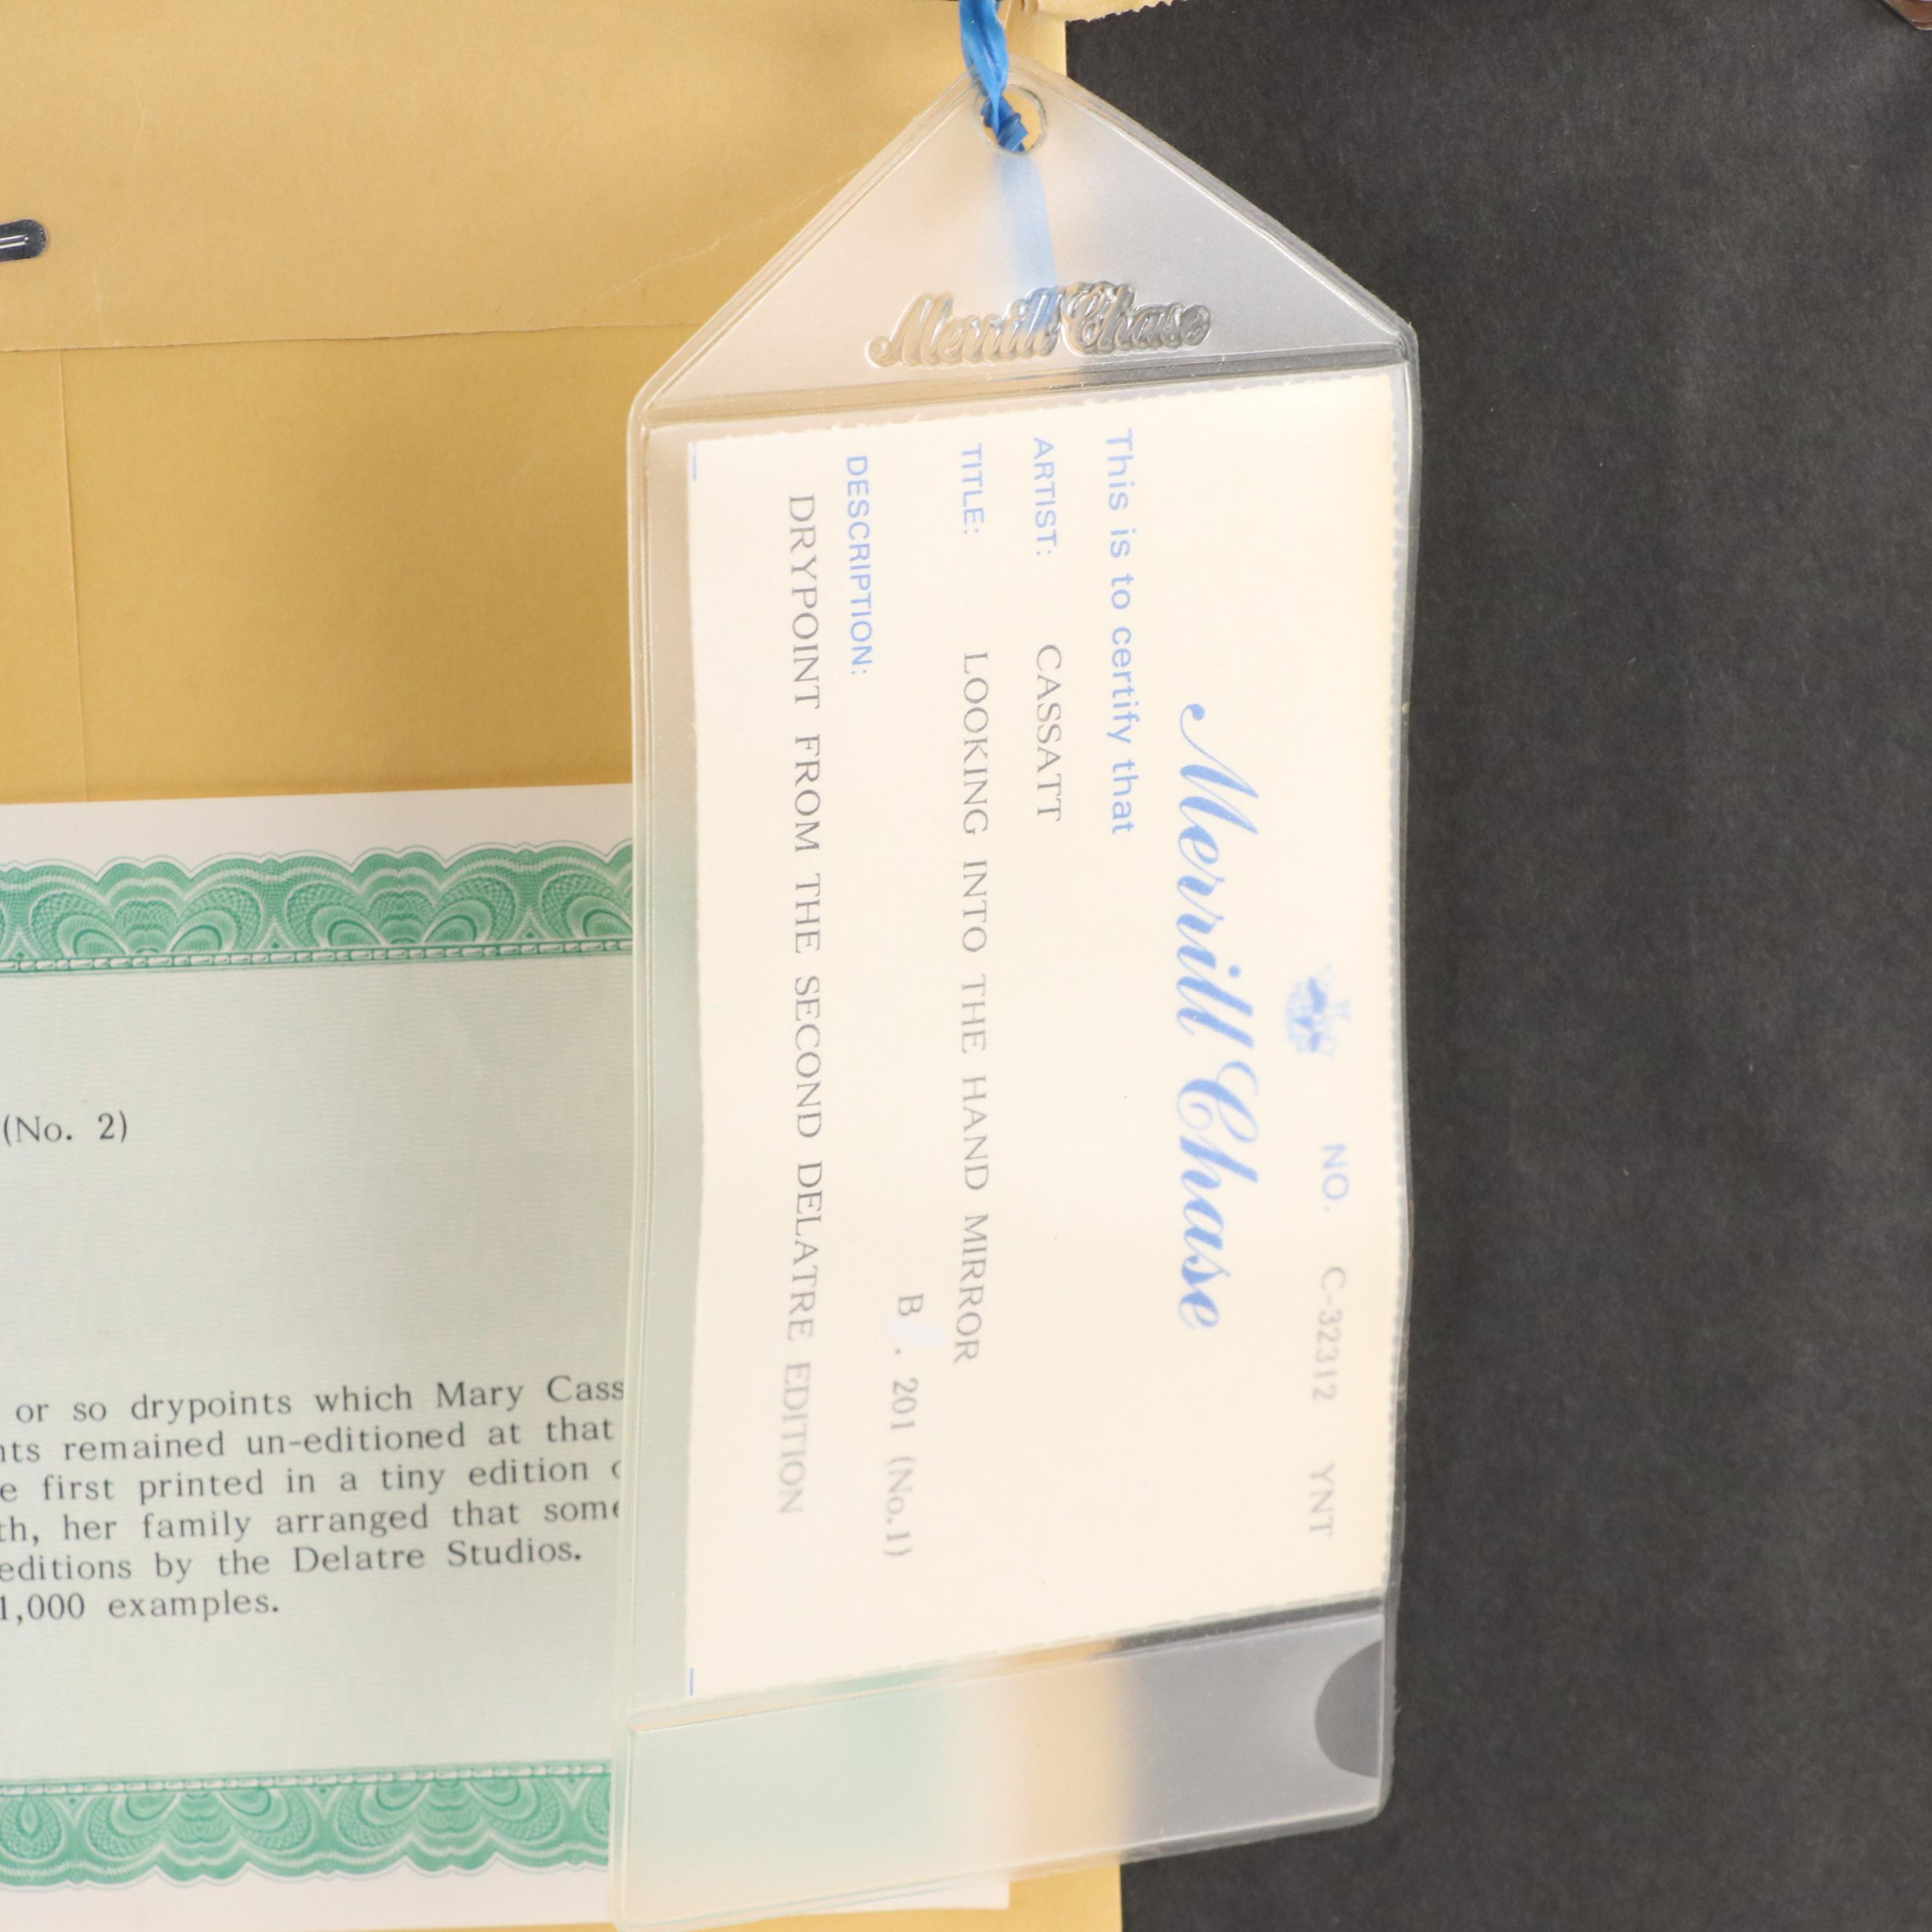 Merrill Chase
NO. C-32312 YNT
Merrill Chase
This is to certify that
ARTIST: CASSATT
TITLE: LOOKING INTO THE HAND MIRROR
B . 201 (No.1)
DESCRIPTION:
DRYPOINT FROM THE SECOND DELATRE EDITION
(No. 2)
or so drypoints which Mary Cass
remained un-editioned at that
first printed in a tiny edition
her family arranged that some
editions by the Delatre Studios.
1,000 examples.